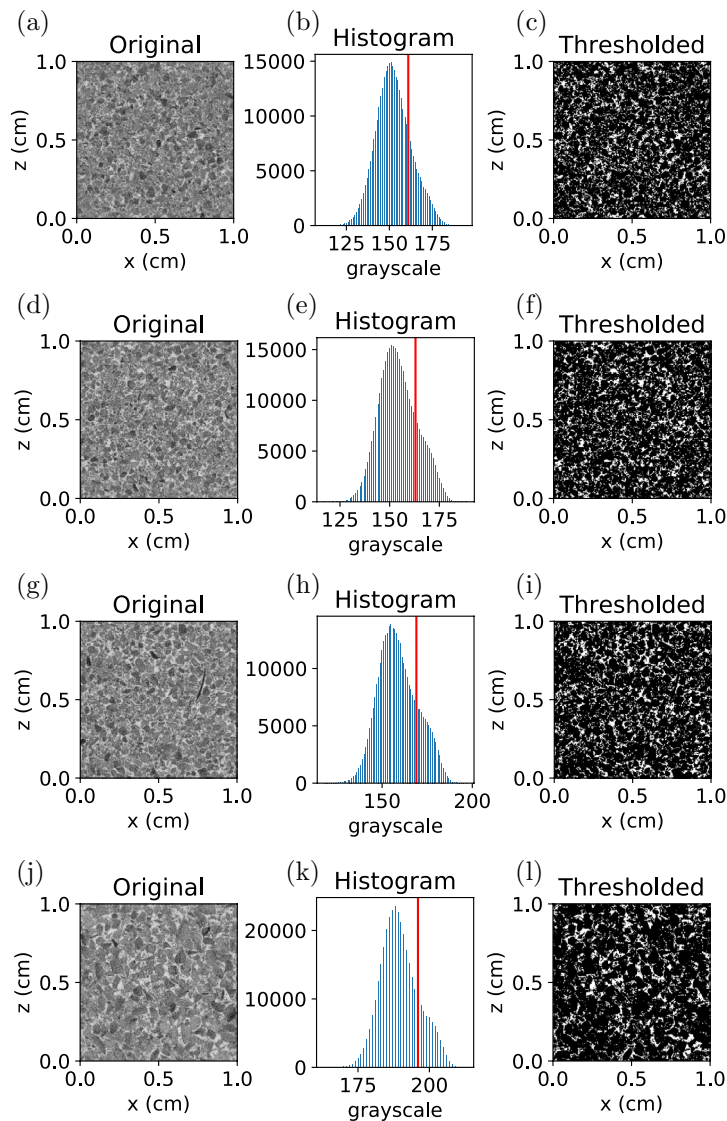 (a) (b) (c)
Original Histogram Thresholded
1.0 15000 1.0
z (cm) 0.5 10000 z (cm) 0.5
5000
0.0 0 0.0
0.0 0.5 1.0 125 150 175 0.0 0.5 1.0
x (cm) grayscale x (cm)
(d) (e) (f)
Original Histogram Thresholded
1.0 15000 1.0
z (cm) 0.5 10000 z (cm) 0.5
5000
0.0 0 0.0
0.0 0.5 1.0 125 150 175 0.0 0.5 1.0
x (cm) grayscale x (cm)
(g) (h) (i)
Original Histogram Thresholded
1.0 1.0
10000
z (cm) 0.5 5000 z (cm) 0.5
0.0 0 0.0
0.0 0.5 1.0 150 200 0.0 0.5 1.0
x (cm) grayscale x (cm)
(j) (k) (l)
Original Histogram Thresholded
1.0 20000 1.0
z (cm) 0.5 10000 z (cm) 0.5
0.0 0 0.0
0.0 0.5 1.0 175 200 0.0 0.5 1.0
x (cm) grayscale x (cm)